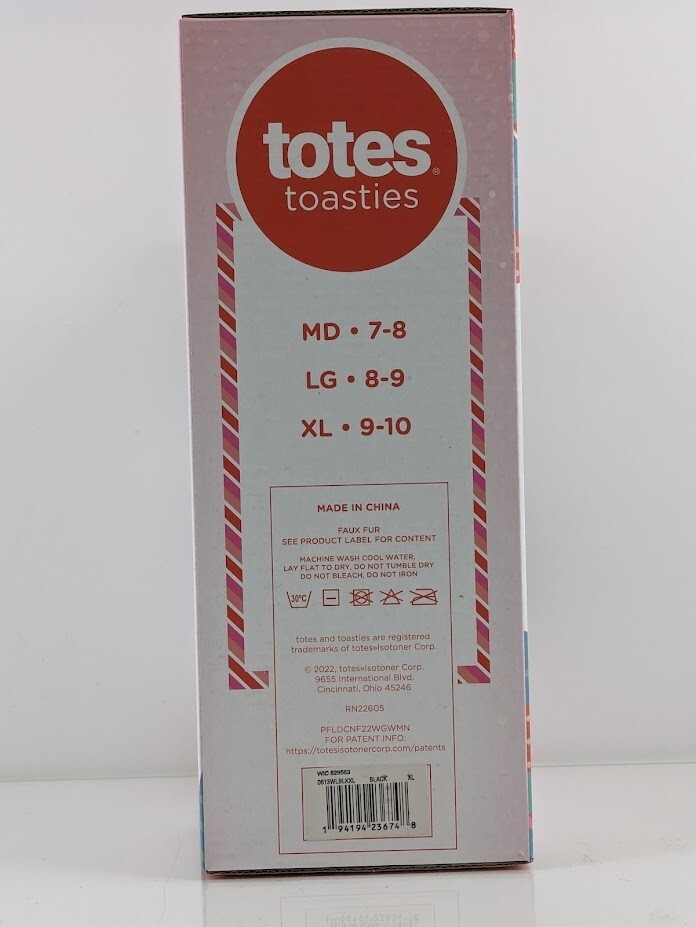 totes®
toasties
MD • 7-8
LG • 8-9
XL • 9-10
MADE IN CHINA
FAUX FUR
SEE PRODUCT LABEL FOR CONTENT
MACHINE WASH COOL WATER,
LAY FLAT TO DRY, DO NOT TUMBLE DRY
DO NOT BLEACH, DO NOT IRON
30°C
totes and toasties are registered
trademarks of totes»Isotoner Corp.
© 2022, totes»Isotoner Corp.
9655 International Blvd.
Cincinnati, Ohio 45246
RN22605
PFLDCNF22WGWMN
FOR PATENT INFO:
https://totesisotonercorp.com/patents
WIC 529563
BLACK XL
1 94194 23674 8